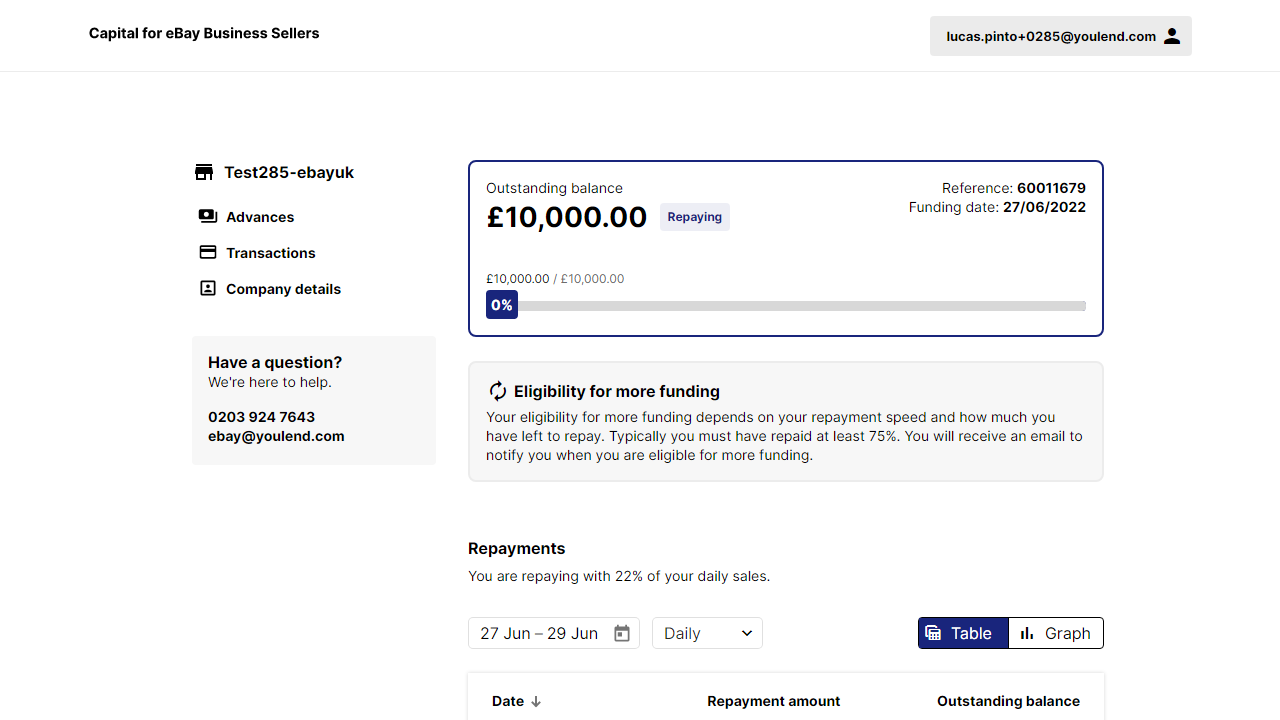 Capital for eBay Business Sellers
lucas.pinto+0285@youlend.com
Test285-ebayuk
Advances
Transactions
Company details
Have a question?
We're here to help.
0203 924 7643
ebay@youlend.com
Outstanding balance
£10,000.00 Repaying
Reference: 60011679
Funding date: 27/06/2022
£10,000.00 / £10,000.00
0%
Eligibility for more funding
Your eligibility for more funding depends on your repayment speed and how much you
have left to repay. Typically you must have repaid at least 75%. You will receive an email to
notify you when you are eligible for more funding.
Repayments
You are repaying with 22% of your daily sales.
27 Jun – 29 Jun Daily Table Graph
Date Repayment amount Outstanding balance